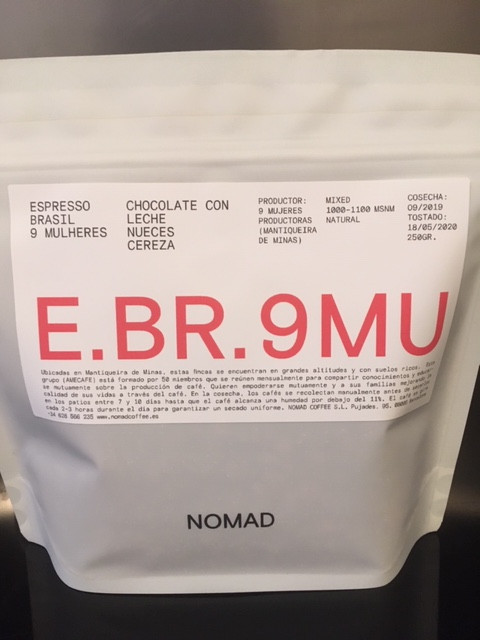 ESPRESSO
BRASIL
9 MULHERES
CHOCOLATE CON
LECHE
NUECES
CEREZA
PRODUCTOR:
9 MUJERES
PRODUCTORAS
(MANTIQUEIRA
DE MINAS)
MIXED
1000-1100 MSNM
NATURAL
COSECHA:
09/2019
TOSTADO:
18/05/2020
250GR.
E.BR.9MU
Ubicadas en Mantiqueira de Minas, estas fincas se encuentran en grandes altitudes y con suelos ricos.
grupo (AMECAFE) está formado por 50 miembros que se reúnen mensualmente para compartir conocimientos y
se mutuamente sobre la producción de café. Quieren empoderarse mutuamente y a sus familias
calidad de sus vidas a través del café. En la cosecha, los cafés se recolectan manualmente antes de
en los patios entre 7 y 10 días hasta que el café alcanza una humedad por debajo del 11%. El café
cada 2-3 horas durante el día para garantizar un secado uniforme. NOMAD COFFEE S.L. Pujades, 95,
www.nomadcoffee.es
NOMAD